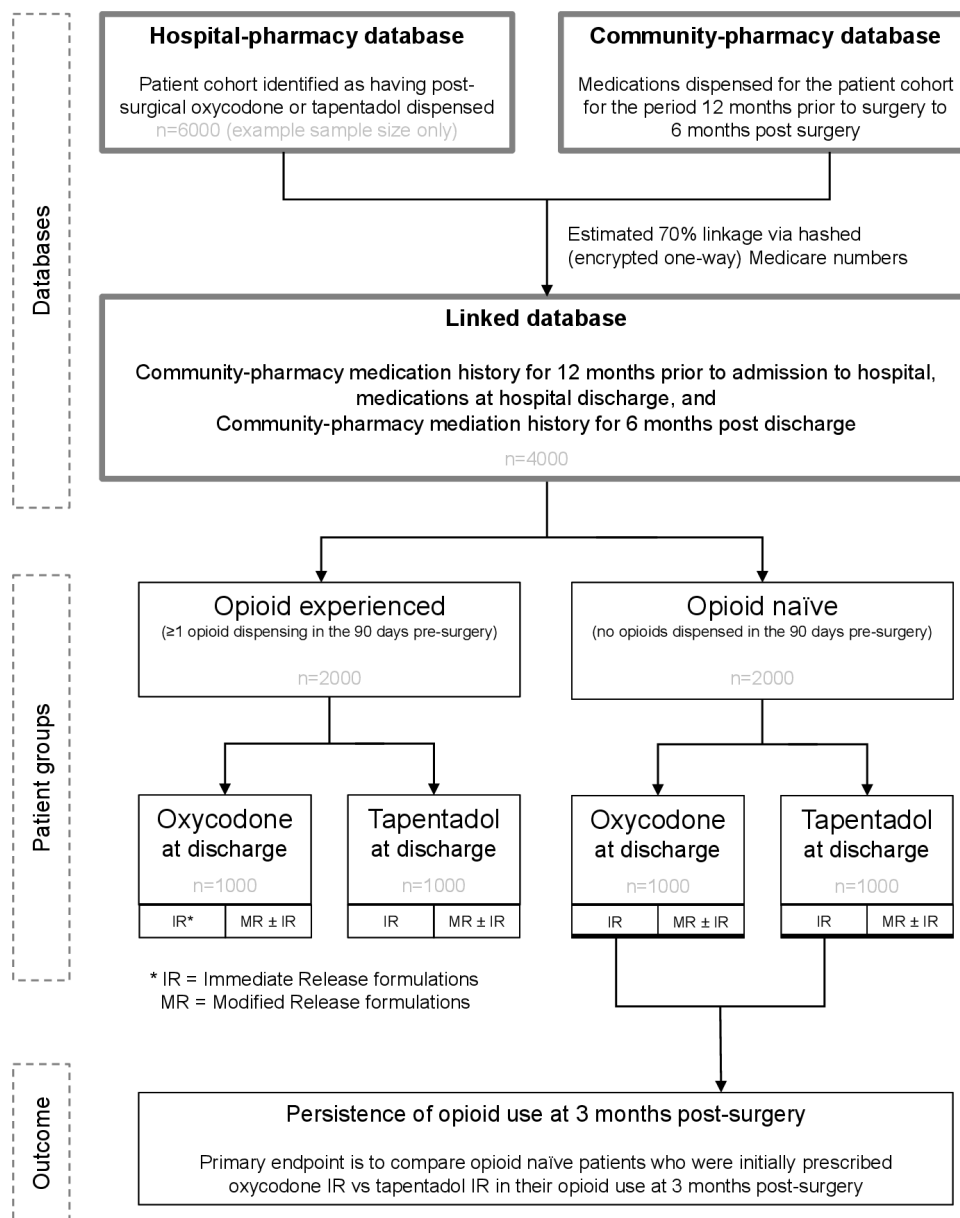 Databases
Hospital-pharmacy database
Patient cohort identified as having post-
surgical oxycodone or tapentadol dispensed
n=6000 (example sample size only)
Community-pharmacy database
Medications dispensed for the patient cohort
for the period 12 months prior to surgery to
6 months post surgery
Estimated 70% linkage via hashed
(encrypted one-way) Medicare numbers
Linked database
Community-pharmacy medication history for 12 months prior to admission to hospital,
medications at hospital discharge, and
Community-pharmacy mediation history for 6 months post discharge
n=4000
Patient groups
Opioid experienced
(≥1 opioid dispensing in the 90 days pre-surgery)
n=2000
Opioid naïve
(no opioids dispensed in the 90 days pre-surgery)
n=2000
Oxycodone
at discharge
n=1000
IR*
MR ± IR
Tapentadol
at discharge
n=1000
IR
MR ± IR
Oxycodone
at discharge
n=1000
IR
MR ± IR
Tapentadol
at discharge
n=1000
IR
MR ± IR
* IR = Immediate Release formulations
MR = Modified Release formulations
Outcome
Persistence of opioid use at 3 months post-surgery
Primary endpoint is to compare opioid naïve patients who were initially prescribed
oxycodone IR vs tapentadol IR in their opioid use at 3 months post-surgery